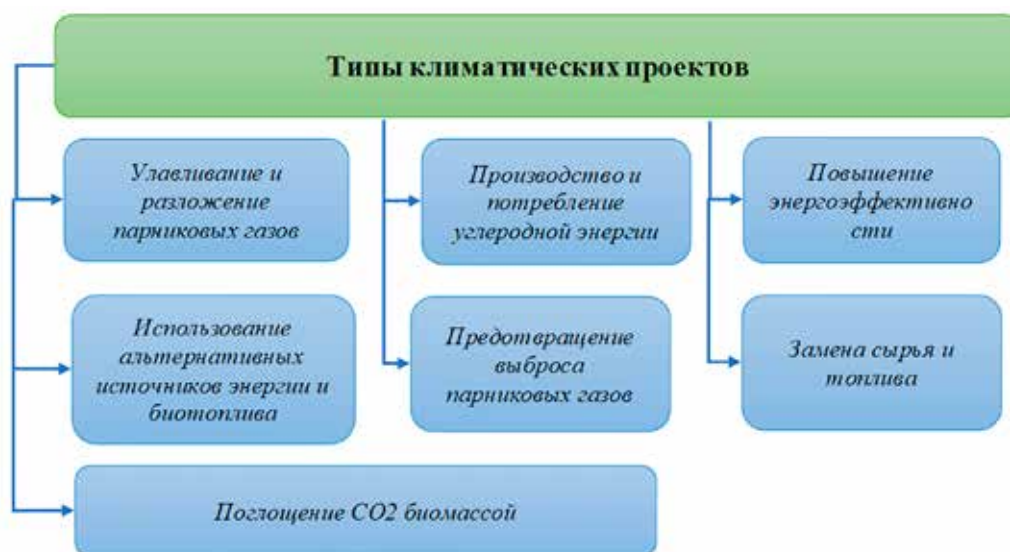 Типы климатических проектов
Улавливание и
разложение
парниковых газов
Производство и
потребление
углеродной энергии
Повышение
энергоэффективно
сти
Использование
альтернативных
источников энергии и
биотоплива
Предотвращение
выброса
парниковых газов
Замена сырья и
топлива
Поглощение СО2 биомассой